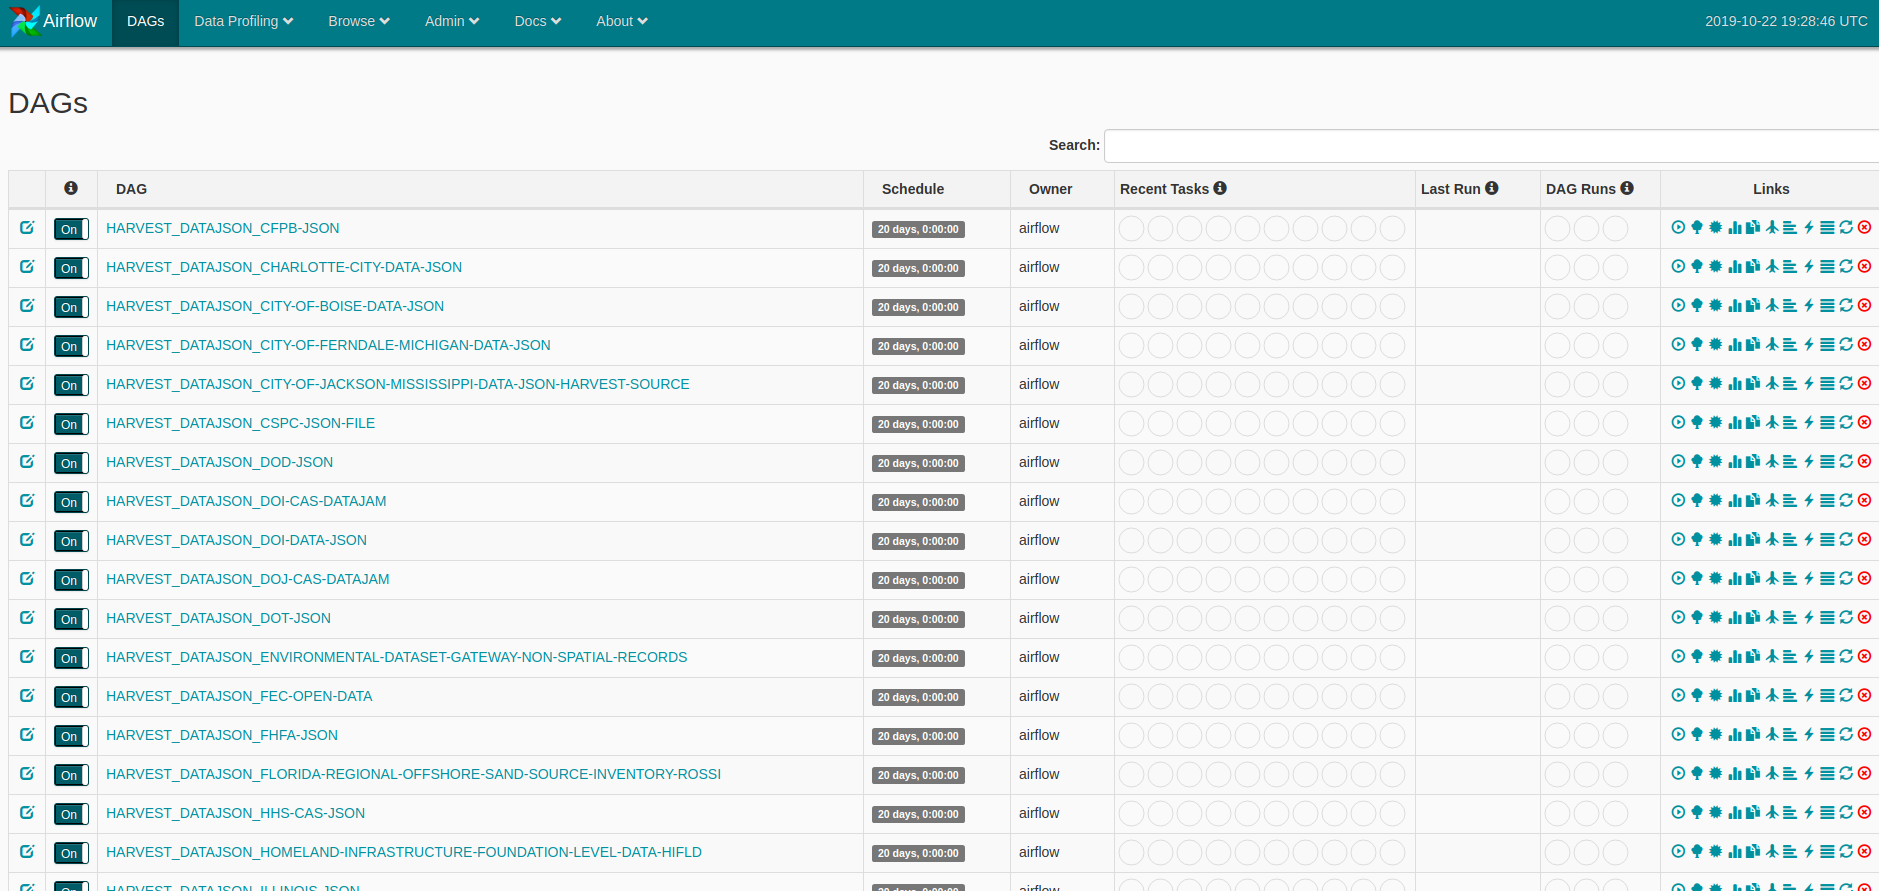 Airflow DAGs Data Profiling Browse Admin Docs About 2019-10-22 19:28:46 UTC
DAGs
Search:
DAG Schedule Owner Recent Tasks Last Run DAG Runs Links
On HARVEST_DATAJSON_CFPB-JSON 20 days, 0:00:00 airflow
On HARVEST_DATAJSON_CHARLOTTE-CITY-DATA-JSON 20 days, 0:00:00 airflow
On HARVEST_DATAJSON_CITY-OF-BOISE-DATA-JSON 20 days, 0:00:00 airflow
On HARVEST_DATAJSON_CITY-OF-FERNDALE-MICHIGAN-DATA-JSON 20 days, 0:00:00 airflow
On HARVEST_DATAJSON_CITY-OF-JACKSON-MISSISSIPPI-DATA-JSON-HARVEST-SOURCE 20 days, 0:00:00 airflow
On HARVEST_DATAJSON_CSPC-JSON-FILE 20 days, 0:00:00 airflow
On HARVEST_DATAJSON_DOD-JSON 20 days, 0:00:00 airflow
On HARVEST_DATAJSON_DOI-CAS-DATAJAM 20 days, 0:00:00 airflow
On HARVEST_DATAJSON_DOI-DATA-JSON 20 days, 0:00:00 airflow
On HARVEST_DATAJSON_DOJ-CAS-DATAJAM 20 days, 0:00:00 airflow
On HARVEST_DATAJSON_DOT-JSON 20 days, 0:00:00 airflow
On HARVEST_DATAJSON_ENVIRONMENTAL-DATASET-GATEWAY-NON-SPATIAL-RECORDS 20 days, 0:00:00 airflow
On HARVEST_DATAJSON_FEC-OPEN-DATA 20 days, 0:00:00 airflow
On HARVEST_DATAJSON_FHFA-JSON 20 days, 0:00:00 airflow
On HARVEST_DATAJSON_FLORIDA-REGIONAL-OFFSHORE-SAND-SOURCE-INVENTORY-ROSSI 20 days, 0:00:00 airflow
On HARVEST_DATAJSON_HHS-CAS-JSON 20 days, 0:00:00 airflow
On HARVEST_DATAJSON_HOMELAND-INFRASTRUCTURE-FOUNDATION-LEVEL-DATA-HIFLD 20 days, 0:00:00 airflow
On HARVEST_DATAJSON_ILLINOIS-JSON 20 days, 0:00:00 airflow